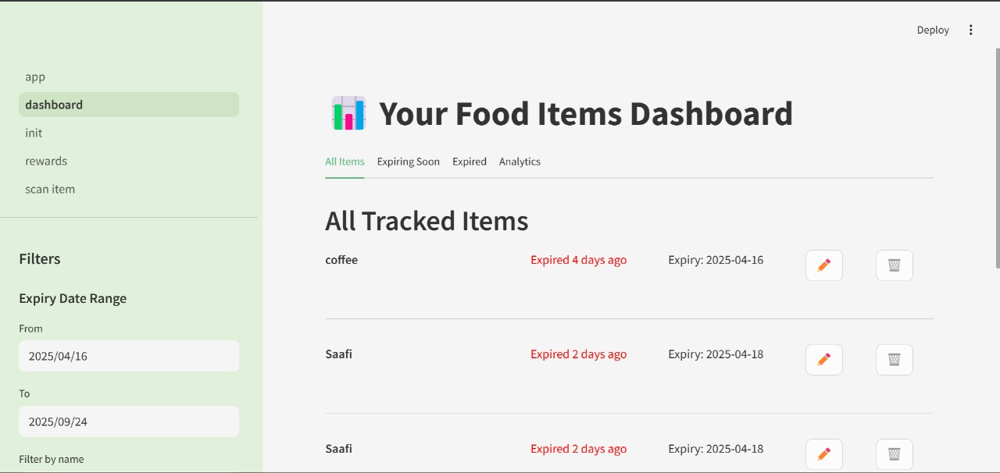 Deploy
app
dashboard
init
rewards
scan item
Filters
Expiry Date Range
From
2025/04/16
To
2025/09/24
Filter by name
Your Food Items Dashboard
All Items Expiring Soon Expired Analytics
All Tracked Items
coffee Expired 4 days ago Expiry: 2025-04-16
Saafi Expired 2 days ago Expiry: 2025-04-18
Saafi Expired 2 days ago Expiry: 2025-04-18